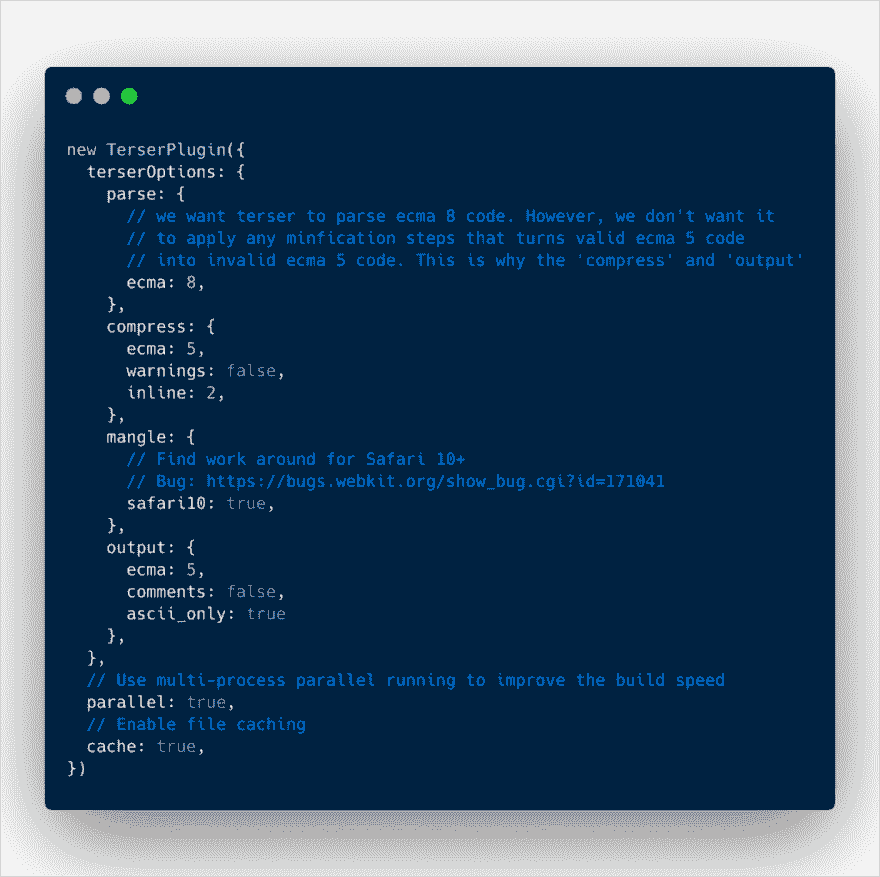 new TerserPlugin({
  terserOptions: {
    parse: {
      // we want terser to parse ecma 8 code. However, we don't want it
      // to apply any minfication steps that turns valid ecma 5 code
      // into invalid ecma 5 code. This is why the 'compress' and 'output'
      ecma: 8,
    },
    compress: {
      ecma: 5,
      warnings: false,
      inline: 2,
    },
    mangle: {
      // Find work around for Safari 10+
      // Bug: https://bugs.webkit.org/show_bug.cgi?id=171041
      safari10: true,
    },
    output: {
      ecma: 5,
      comments: false,
      ascii_only: true
    },
  },
  // Use multi-process parallel running to improve the build speed
  parallel: true,
  // Enable file caching
  cache: true,
})